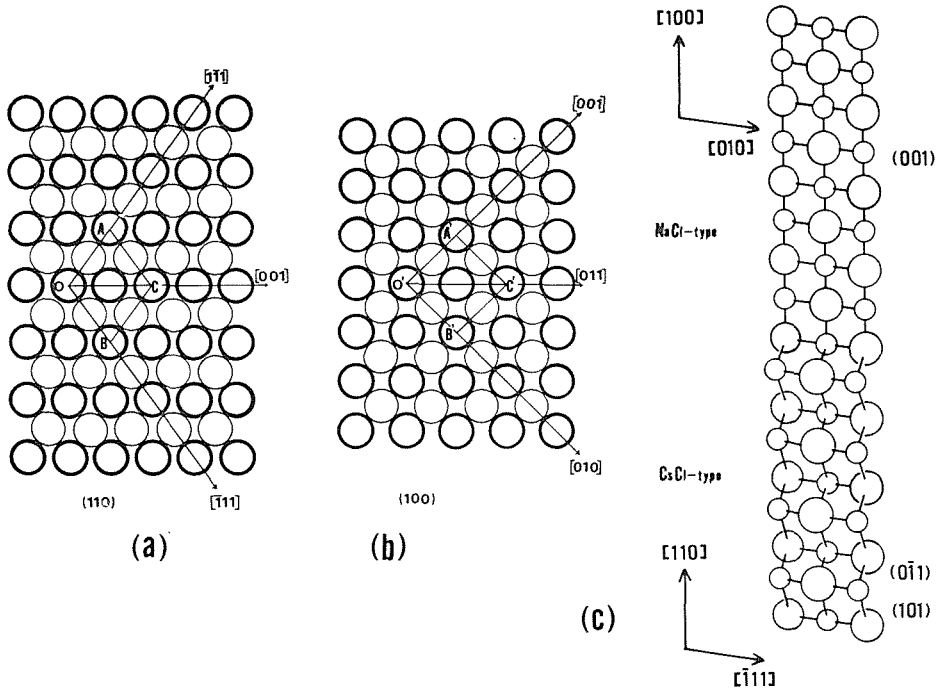 [11̄1]
A
O
C
[001]
B
[1̄11]
(110)
(a)
[001]
A'
O'
C'
[011]
B'
[010]
(100)
(b)
[100]
[010]
(001)
NaCl-type
CsCl-type
[110]
(01̄1)
(101)
[1̄11]
(c)